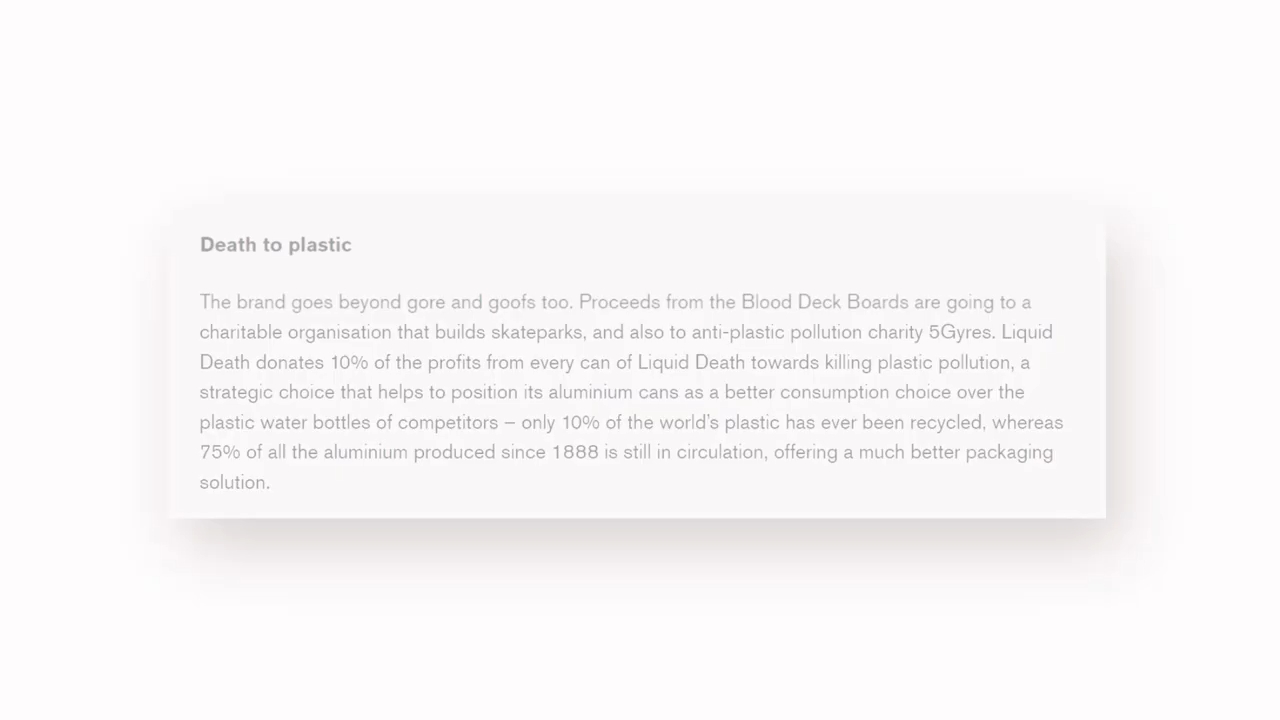 Death to plastic
The brand goes beyond gore and goofs too. Proceeds from the Blood Deck Boards are going to a
charitable organisation that builds skateparks, and also to anti-plastic pollution charity 5Gyres. Liquid
Death donates 10% of the profits from every can of Liquid Death towards killing plastic pollution, a
strategic choice that helps to position its aluminium cans as a better consumption choice over the
plastic water bottles of competitors – only 10% of the world’s plastic has ever been recycled, whereas
75% of all the aluminium produced since 1888 is still in circulation, offering a much better packaging
solution.